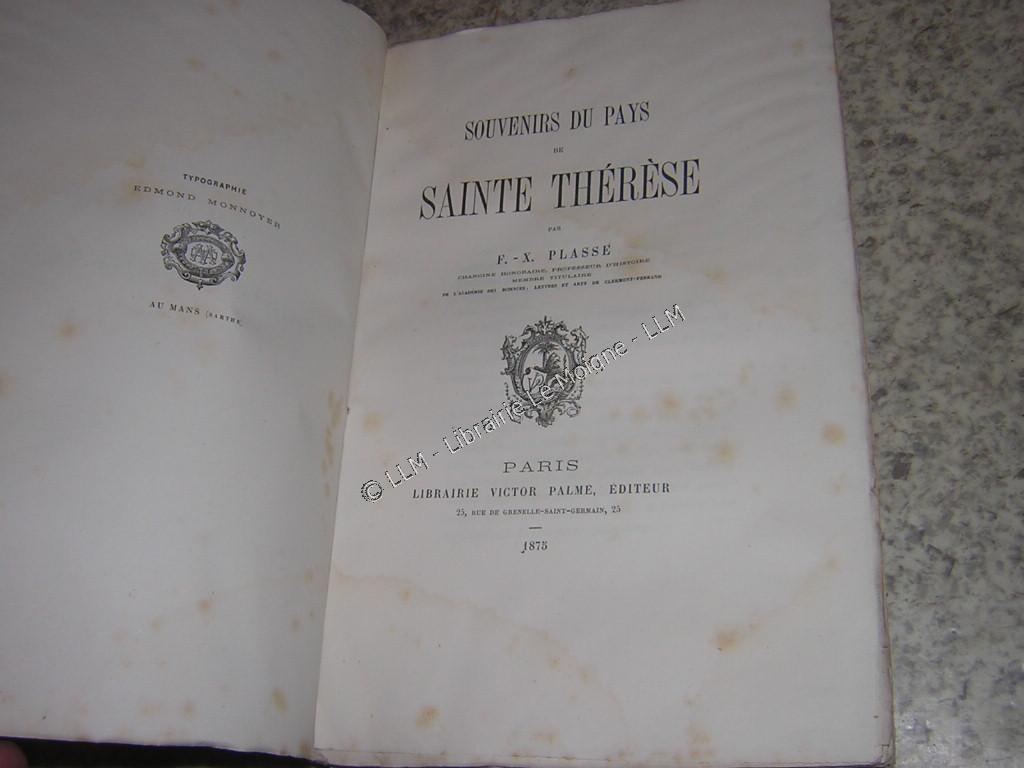 TYPOGRAPHIE
EDMOND MONNOYER
AU MANS (SARTHE)
SOUVENIRS DU PAYS
DE
SAINTE THÉRÈSE
PAR
F.-X. PLASSE
CHANOINE HONORAIRE, PROFESSEUR D'HISTOIRE
MEMBRE TITULAIRE
DE L'ACADÉMIE DES SCIENCES, LETTRES ET ARTS DE CLERMONT-FERRAND
© LLM - Librairie Le Moigne - LLM
PARIS
LIBRAIRIE VICTOR PALMÉ, ÉDITEUR
25, RUE DE GRENELLE-SAINT-GERMAIN, 25
1875